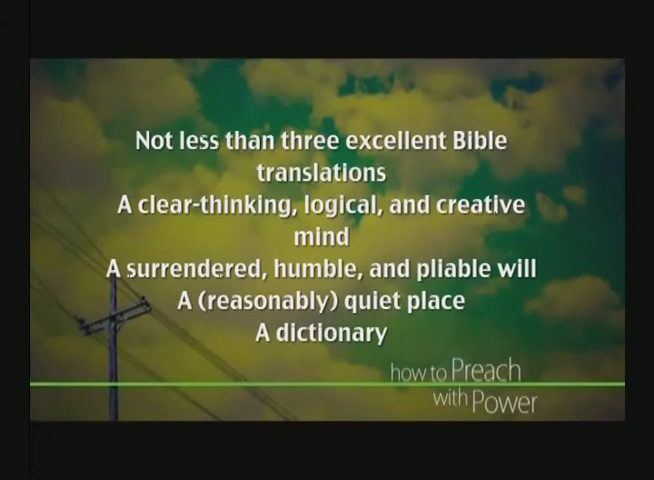 Not less than three excellent Bible
translations
A clear-thinking, logical, and creative
mind
A surrendered, humble, and pliable will
A (reasonably) quiet place
A dictionary
how to Preach
with Power